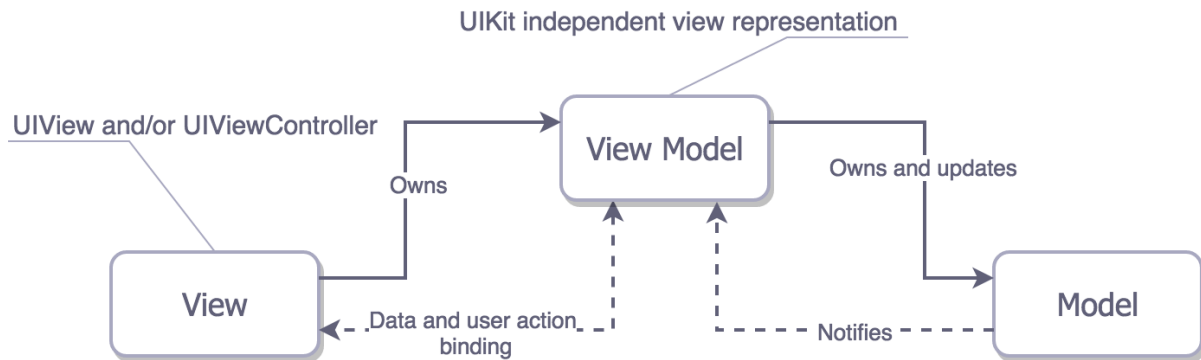 UIKit independent view representation
UIView and/or UIViewController
View Model
Owns
Owns and updates
View
Data and user action
binding
Notifies
Model